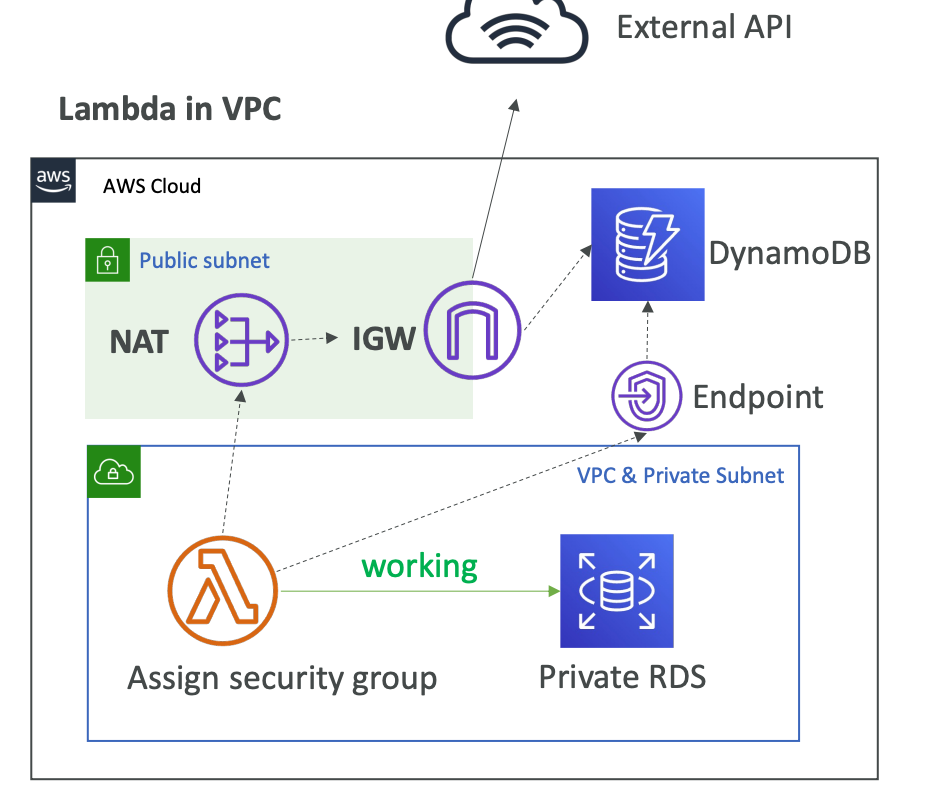 External API
Lambda in VPC
aws
AWS Cloud
Public subnet
DynamoDB
NAT
IGW
Endpoint
VPC & Private Subnet
working
Assign security group
Private RDS